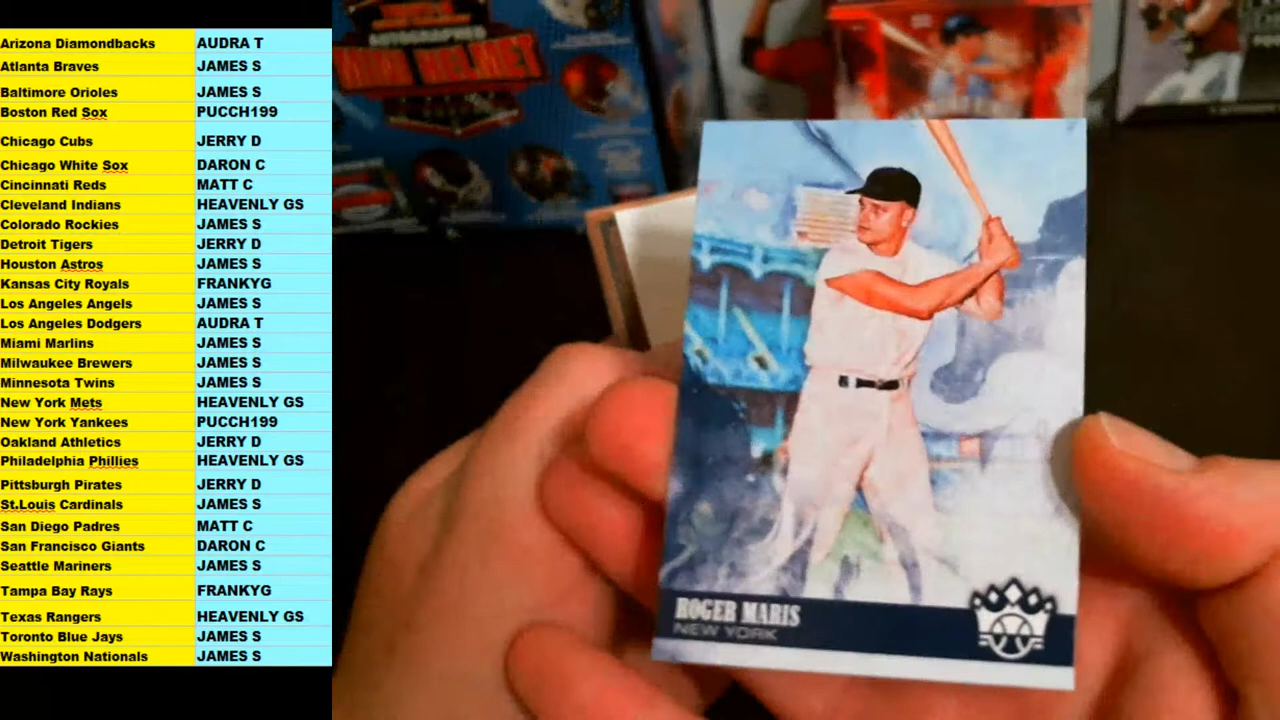 Arizona Diamondbacks AUDRA T
Atlanta Braves JAMES S
Baltimore Orioles JAMES S
Boston Red Sox PUCCH199
Chicago Cubs JERRY D
Chicago White Sox DARON C
Cincinnati Reds MATT C
Cleveland Indians HEAVENLY GS
Colorado Rockies JAMES S
Detroit Tigers JERRY D
Houston Astros JAMES S
Kansas City Royals FRANKYG
Los Angeles Angels JAMES S
Los Angeles Dodgers AUDRA T
Miami Marlins JAMES S
Milwaukee Brewers JAMES S
Minnesota Twins JAMES S
New York Mets HEAVENLY GS
New York Yankees PUCCH199
Oakland Athletics JERRY D
Philadelphia Phillies HEAVENLY GS
Pittsburgh Pirates JERRY D
St.Louis Cardinals JAMES S
San Diego Padres MATT C
San Francisco Giants DARON C
Seattle Mariners JAMES S
Tampa Bay Rays FRANKYG
Texas Rangers HEAVENLY GS
Toronto Blue Jays JAMES S
Washington Nationals JAMES S
AUTOGRAPHED
MINI HELMET
ROGER MARIS
NEW YORK